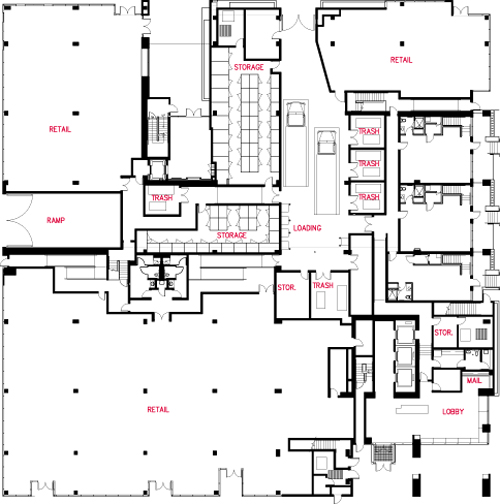 RETAIL
STORAGE
RETAIL
TRASH
TRASH
TRASH
TRASH
RAMP
STORAGE
LOADING
STOR.
TRASH
STOR.
MAIL
RETAIL
LOBBY